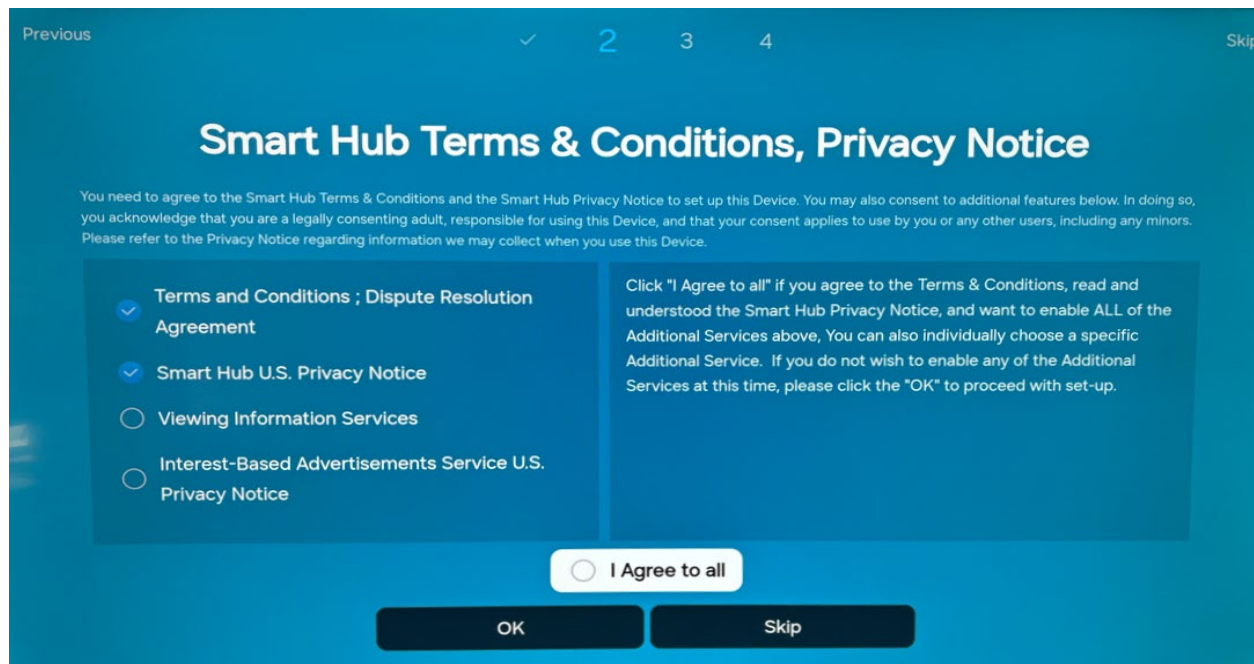 Previous
2
3
4
Skip
Smart Hub Terms & Conditions, Privacy Notice
You need to agree to the Smart Hub Terms & Conditions and the Smart Hub Privacy Notice to set up this Device. You may also consent to additional features below. In doing so,
you acknowledge that you are a legally consenting adult, responsible for using this Device, and that your consent applies to use by you or any other users, including any minors.
Please refer to the Privacy Notice regarding information we may collect when you use this Device.
Terms and Conditions ; Dispute Resolution
Agreement
Smart Hub U.S. Privacy Notice
Viewing Information Services
Interest-Based Advertisements Service U.S.
Privacy Notice
Click "I Agree to all" if you agree to the Terms & Conditions, read and
understood the Smart Hub Privacy Notice, and want to enable ALL of the
Additional Services above, You can also individually choose a specific
Additional Service. If you do not wish to enable any of the Additional
Services at this time, please click the "OK" to proceed with set-up.
I Agree to all
OK
Skip